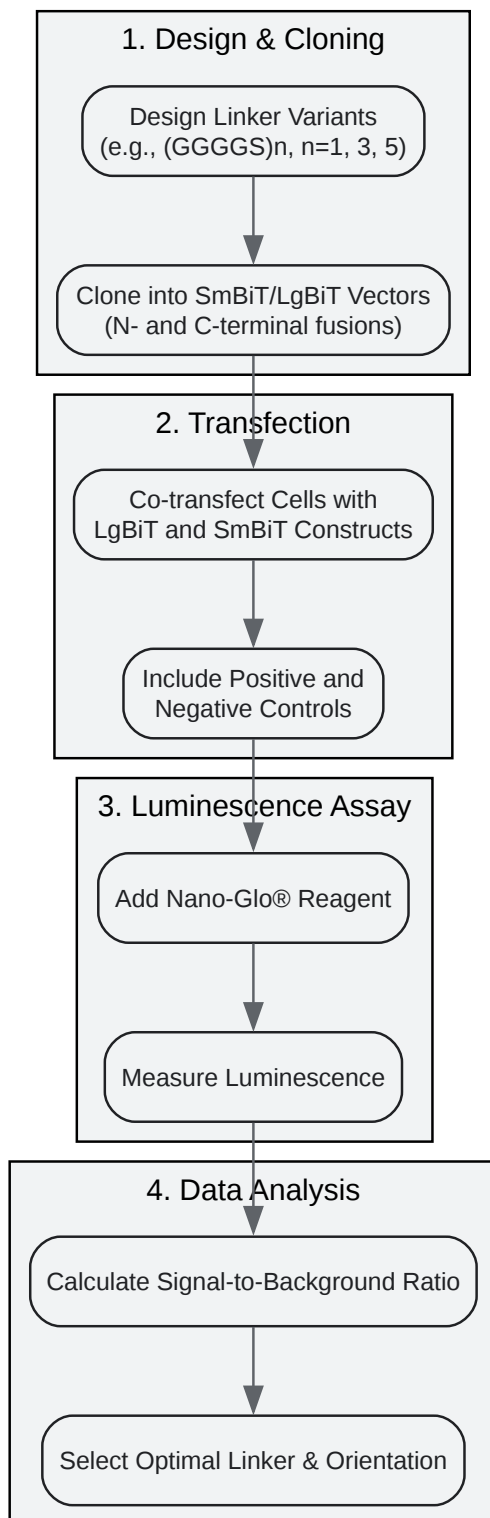 1. Design & Cloning
Design Linker Variants
(e.g., (GGGGS)n, n=1, 3, 5)
Clone into SmBiT/LgBiT Vectors
(N- and C-terminal fusions)
2. Transfection
Co-transfect Cells with
LgBiT and SmBiT Constructs
Include Positive and
Negative Controls
3. Luminescence Assay
Add Nano-Glo® Reagent
Measure Luminescence
4. Data Analysis
Calculate Signal-to-Background Ratio
Select Optimal Linker & Orientation